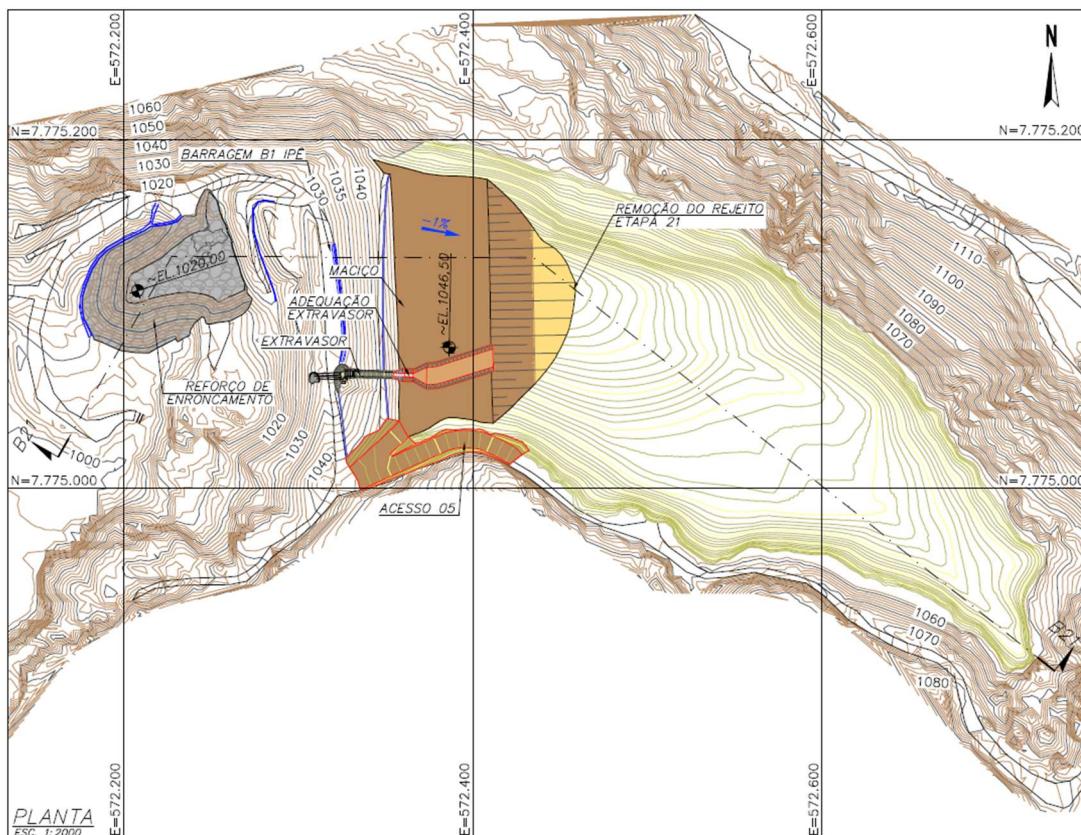 E=572.200
E=572.400
E=572.600
N
N=7.775.200
N=7.775.200
1060
1050
1040
1030
1020
BARRAGEM B1 IPÊ
1030
1035
1040
REMOÇÃO DO REJEITO
ETAPA 21
~1%
MACIÇO
~EL.1020,00
~EL.1046,50
ADEQUAÇÃO
EXTRAVASOR
EXTRAVASOR
1110
1100
1090
1080
1070
REFORÇO DE
ENROCAMENTO
1020
1030
1040
B21
1000
N=7.775.000
N=7.775.000
ACESSO 05
1060
1070
1080
B21
E=572.200
E=572.400
E=572.600
PLANTA
ESC. 1:2000